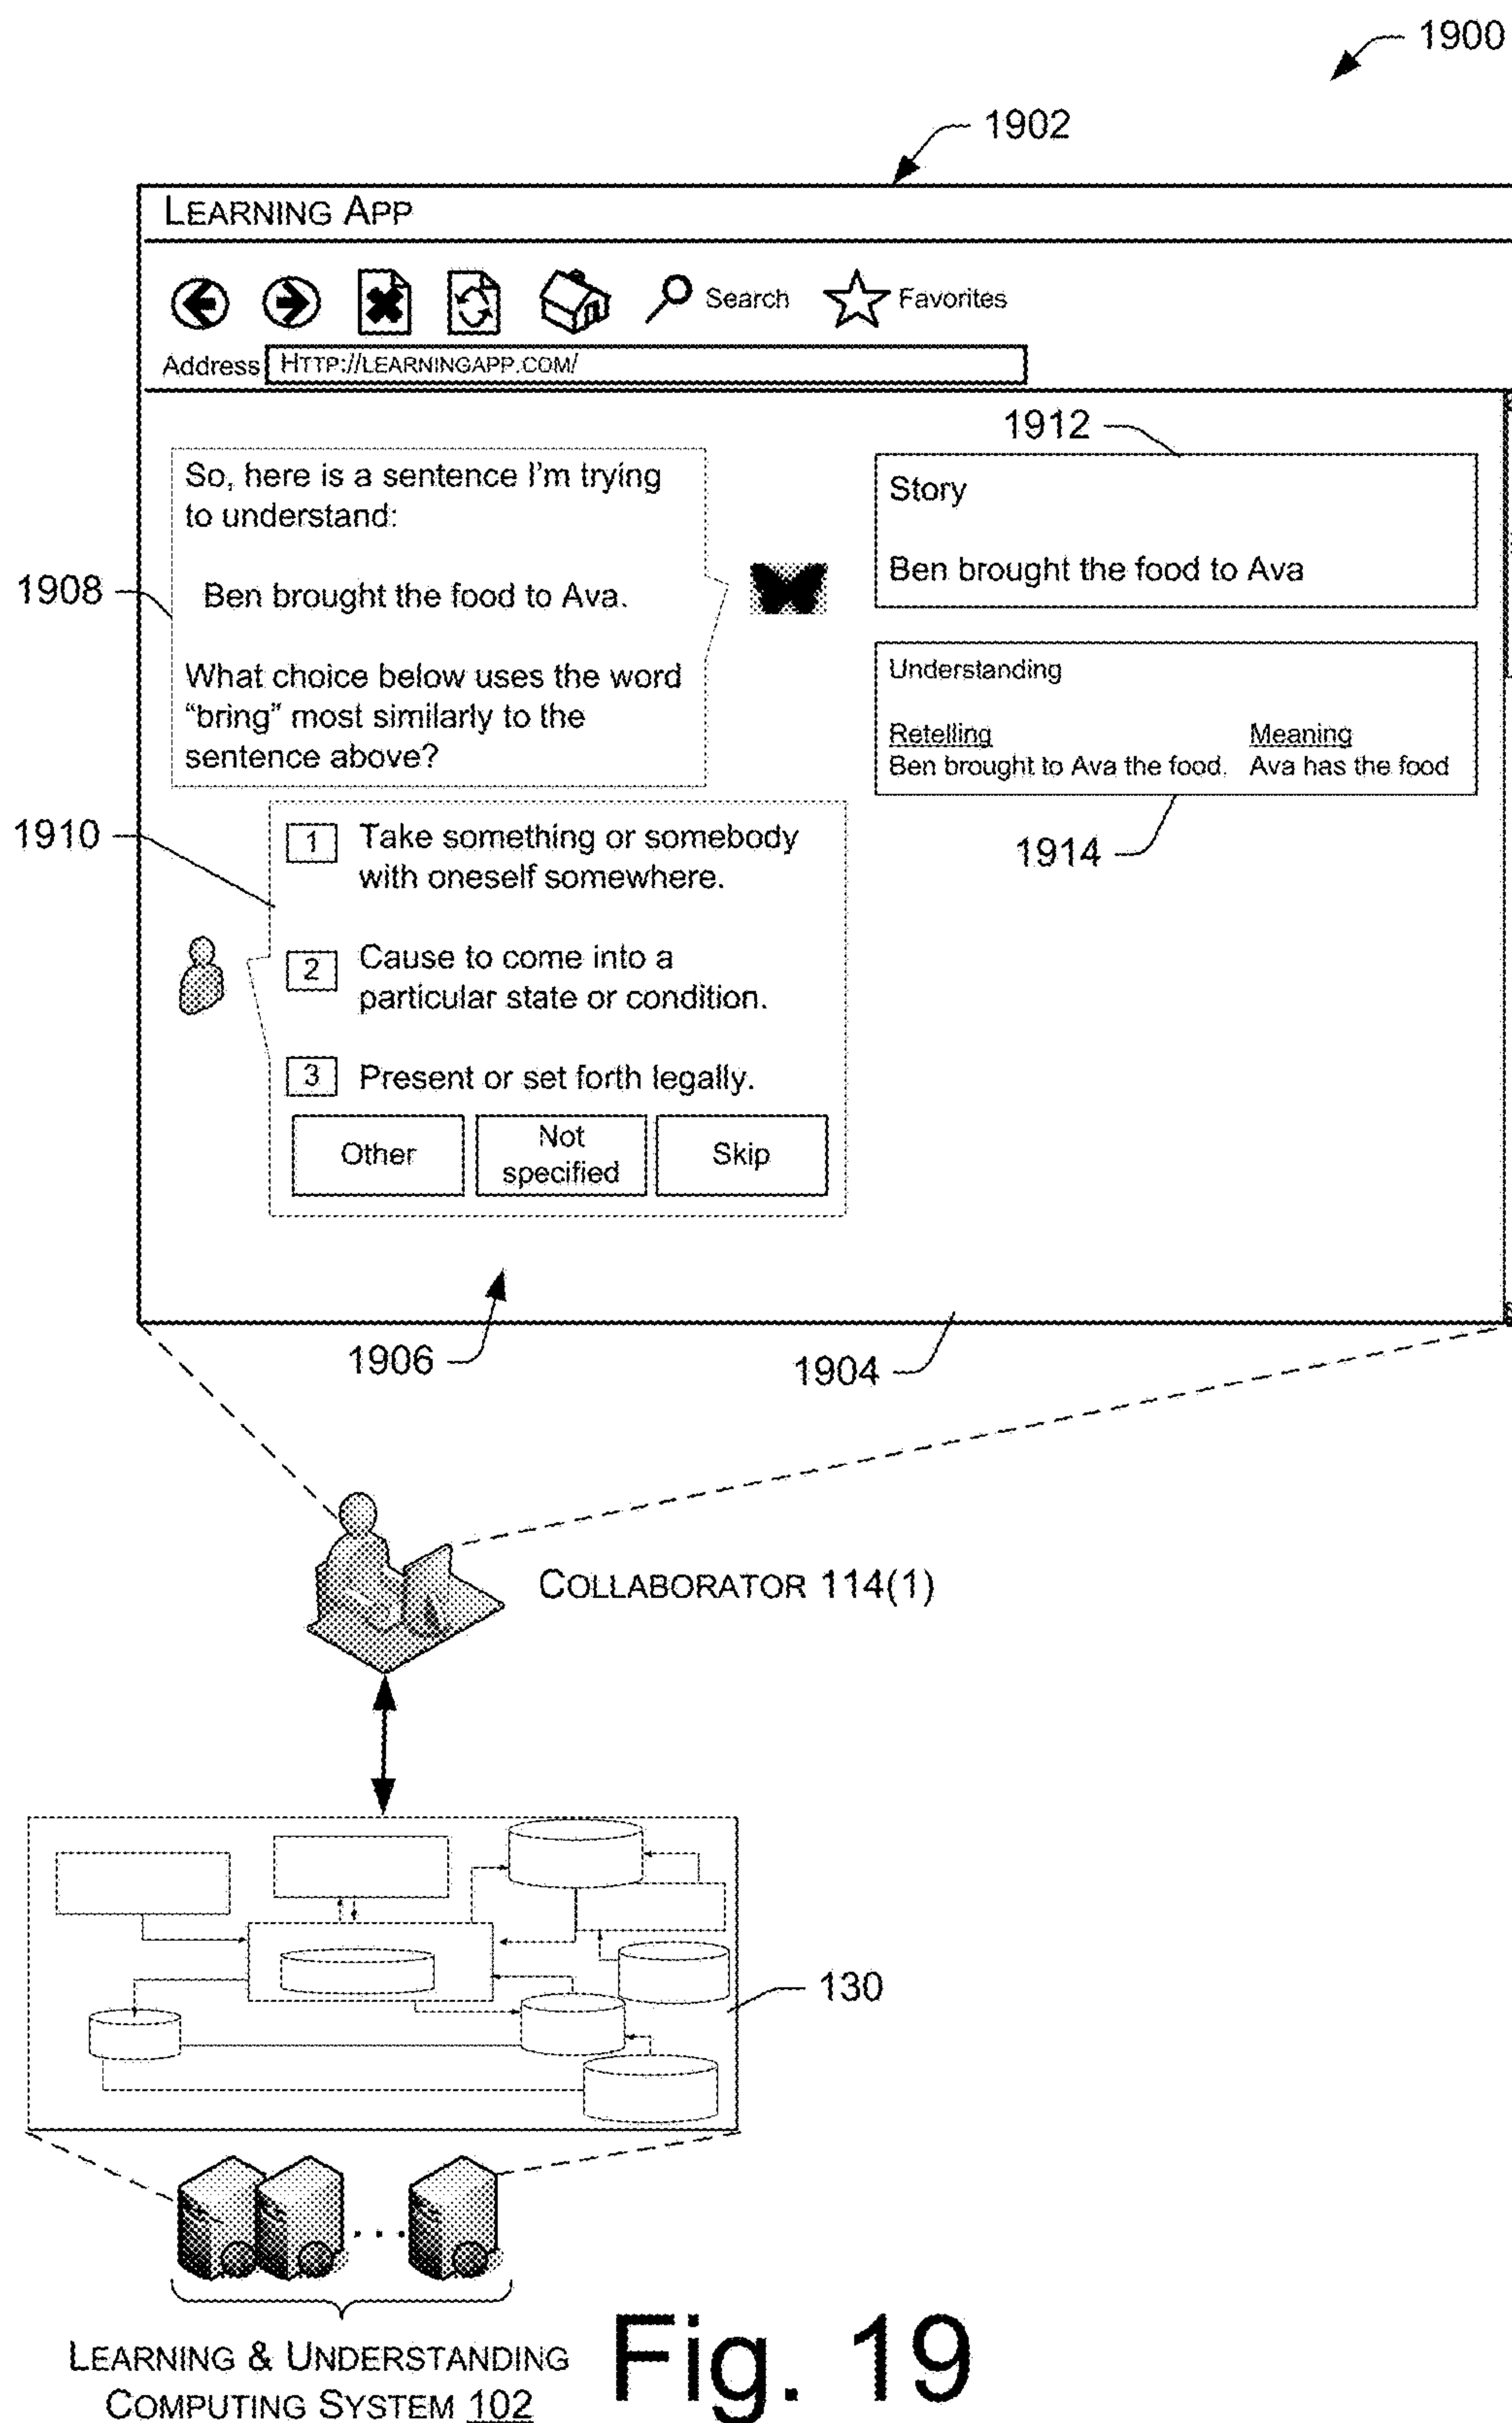 1900
1902
LEARNING APP
Search
Favorites
Address
HTTP://LEARNINGAPP.COM/
1908
So, here is a sentence I'm trying
to understand:
Ben brought the food to Ava.
What choice below uses the word
“bring” most similarly to the
sentence above?
1912
Story
Ben brought the food to Ava
Understanding
Retelling Meaning
Ben brought to Ava the food. Ava has the food
1914
1910
1 Take something or somebody
with oneself somewhere.
2 Cause to come into a
particular state or condition.
3 Present or set forth legally.
Other
Not
specified
Skip
1906
1904
COLLABORATOR 114(1)
130
LEARNING & UNDERSTANDING
COMPUTING SYSTEM 102
Fig. 19